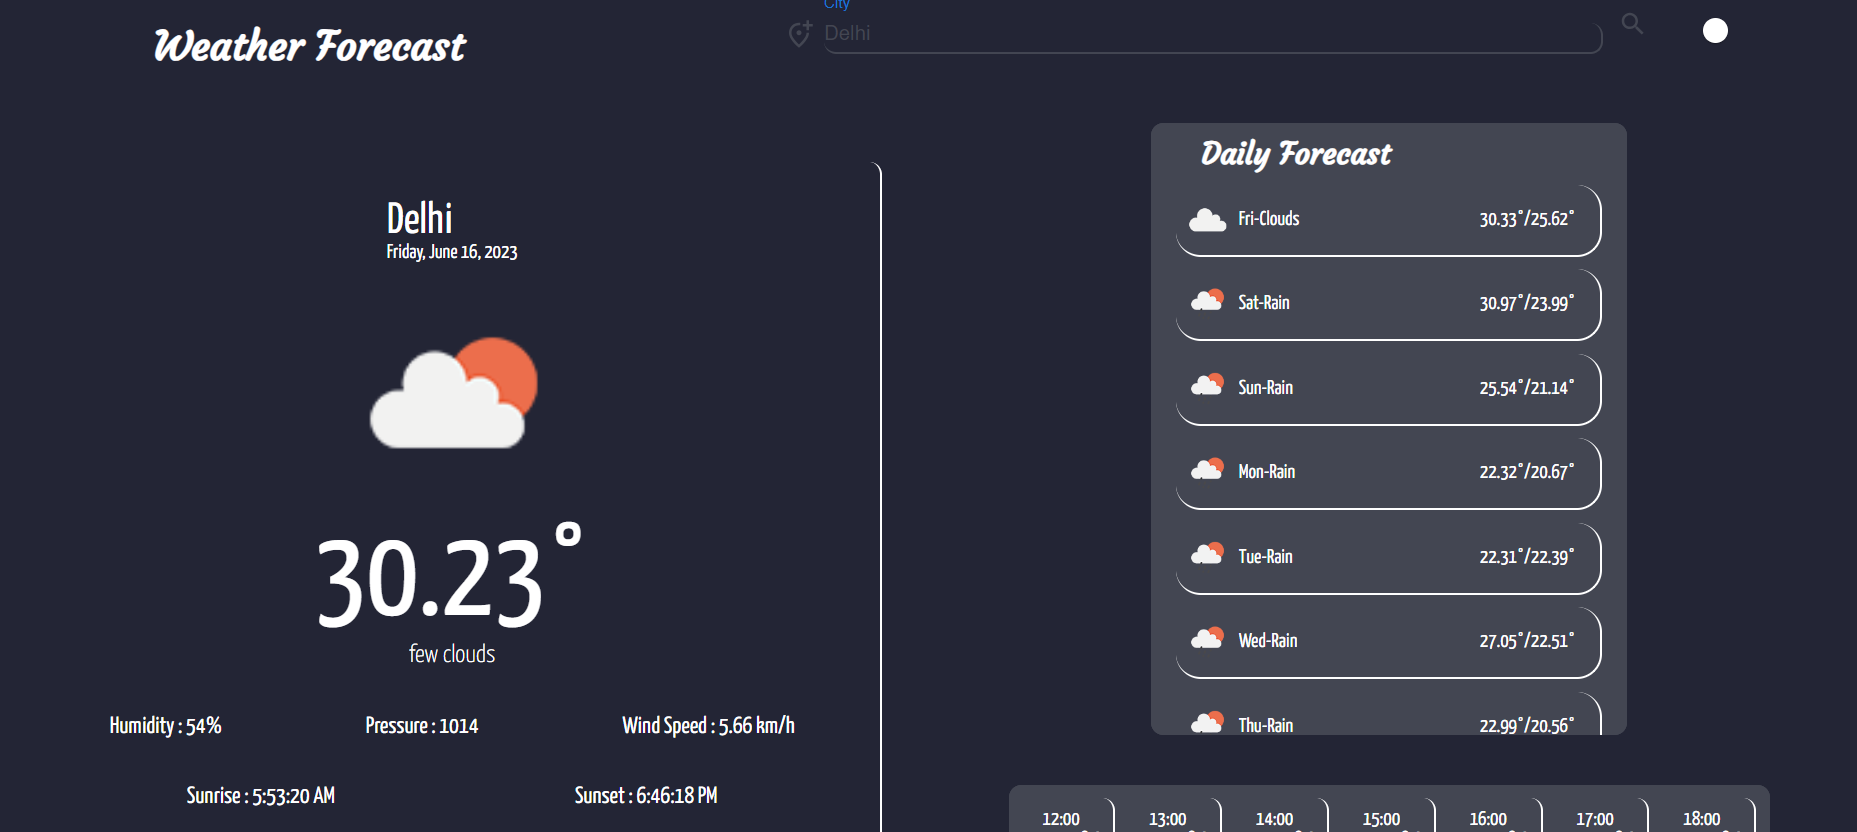 Weather Forecast
City
Delhi
Delhi
Friday, June 16, 2023
30.23°
few clouds
Humidity : 54%
Pressure : 1014
Wind Speed : 5.66 km/h
Sunrise : 5:53:20 AM
Sunset : 6:46:18 PM
Daily Forecast
Fri-Clouds 30.33°/25.62°
Sat-Rain 30.97°/23.99°
Sun-Rain 25.54°/21.14°
Mon-Rain 22.32°/20.67°
Tue-Rain 22.31°/22.39°
Wed-Rain 27.05°/22.51°
Thu-Rain 22.99°/20.56°
12:00 13:00 14:00 15:00 16:00 17:00 18:00